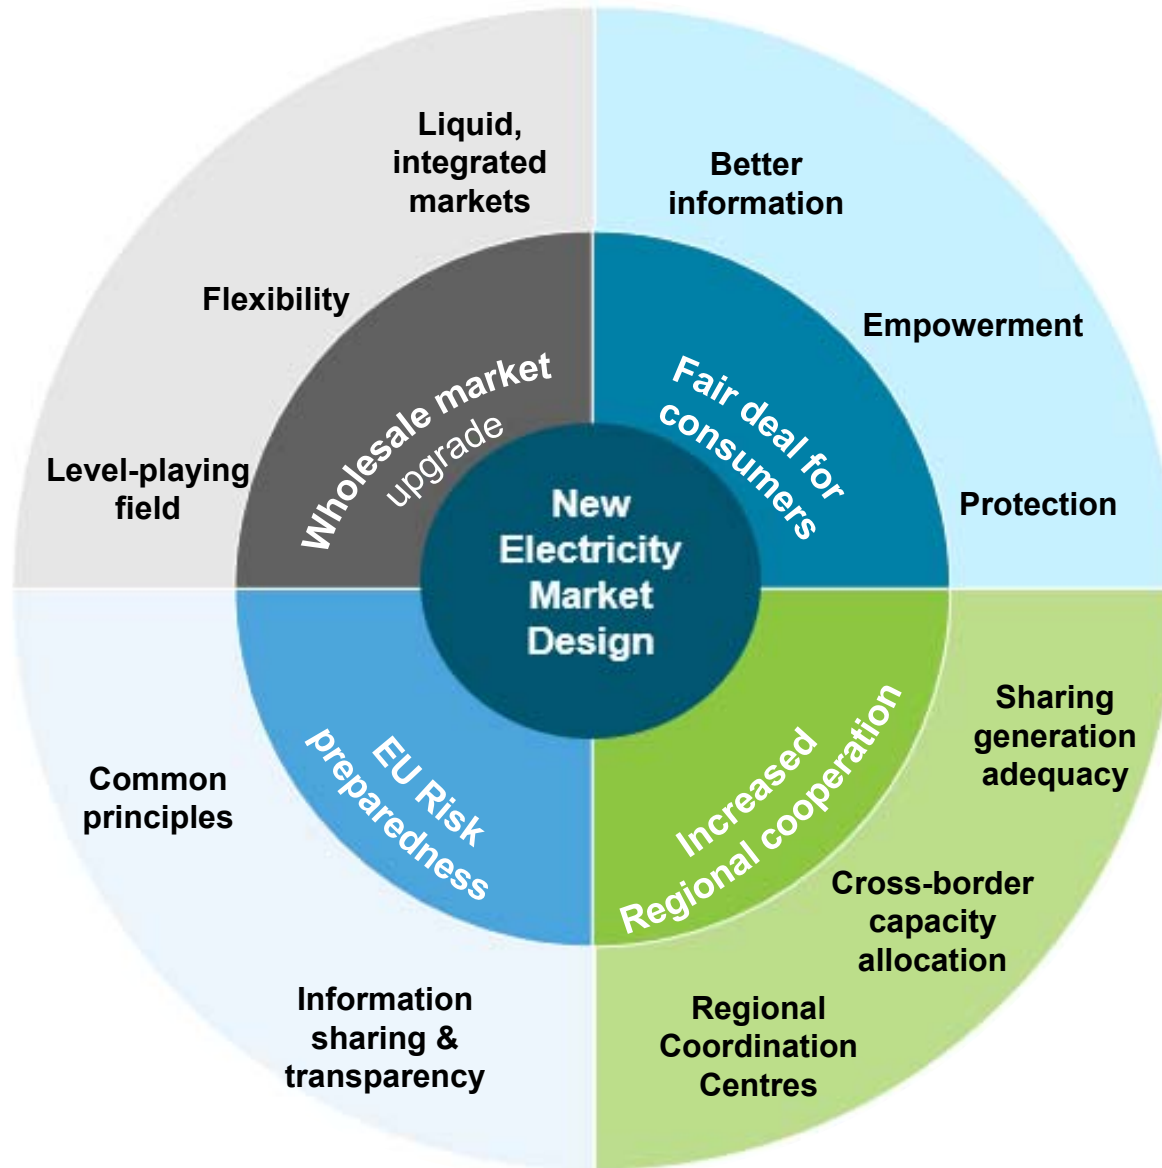 Liquid,
integrated
markets
Flexibility
Level-playing
field
Wholesale market
upgrade
Better
information
Empowerment
Protection
Fair deal for
consumers
New
Electricity
Market
Design
Common
principles
Information
sharing &
transparency
EU Risk
preparedness
Increased
Regional cooperation
Sharing
generation
adequacy
Cross-border
capacity
allocation
Regional
Coordination
Centres